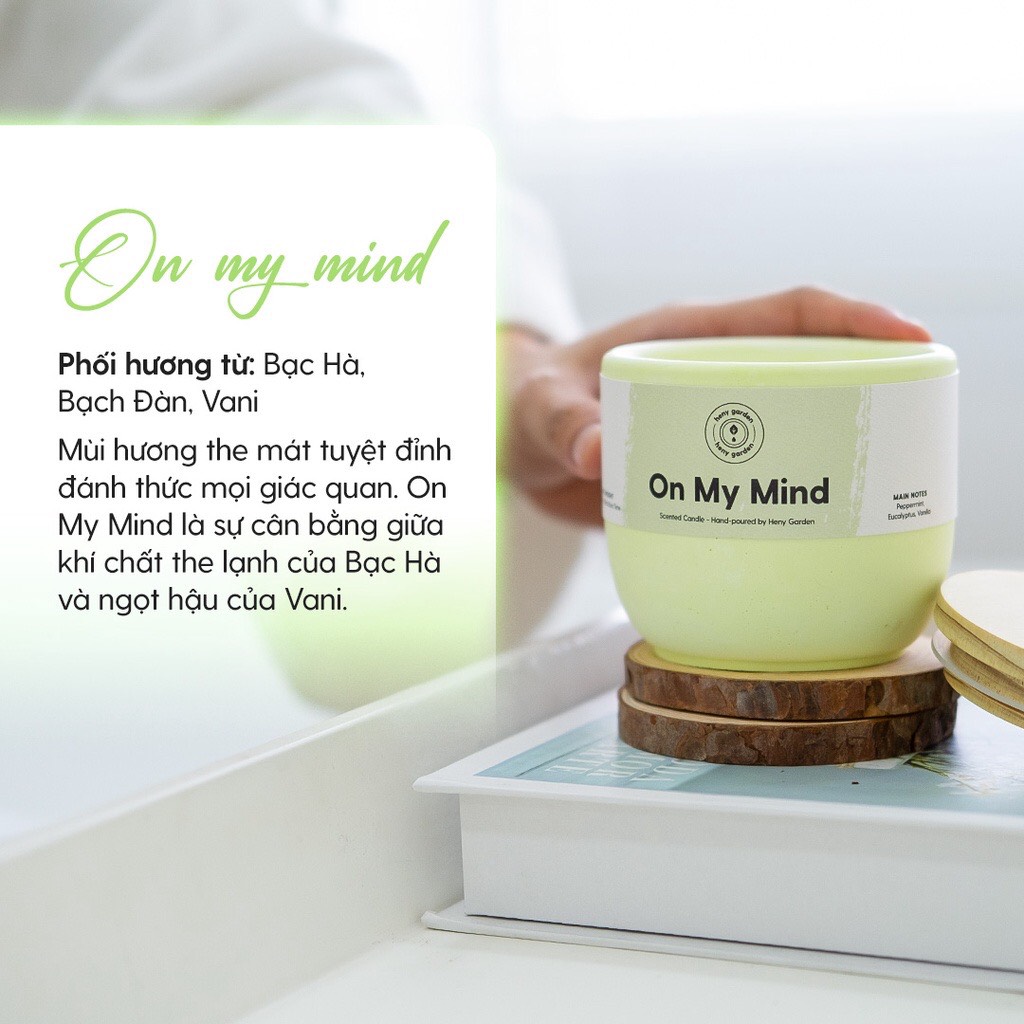 On my mind
Phối hương từ: Bạc Hà,
Bạch Đàn, Vani
Mùi hương the mát tuyệt đỉnh
đánh thức mọi giác quan. On
My Mind là sự cân bằng giữa
khí chất the lạnh của Bạc Hà
và ngọt hậu của Vani.
heny garden
heny garden
On My Mind
Scented Candle - Hand-poured by Heny Garden
MAIN NOTES
Peppermint,
Eucalyptus, Vanilla